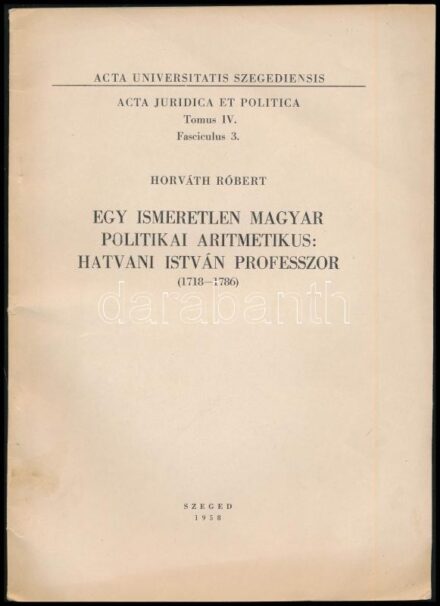 ACTA UNIVERSITATIS SZEGEDIENSIS
ACTA JURIDICA ET POLITICA
Tomus IV.
Fasciculus 3.
HORVÁTH RÓBERT
EGY ISMERETLEN MAGYAR
POLITIKAI ARITMETIKUS:
HATVANI ISTVÁN PROFESSZOR
(1718—1786)
darabanth
SZEGED
1958